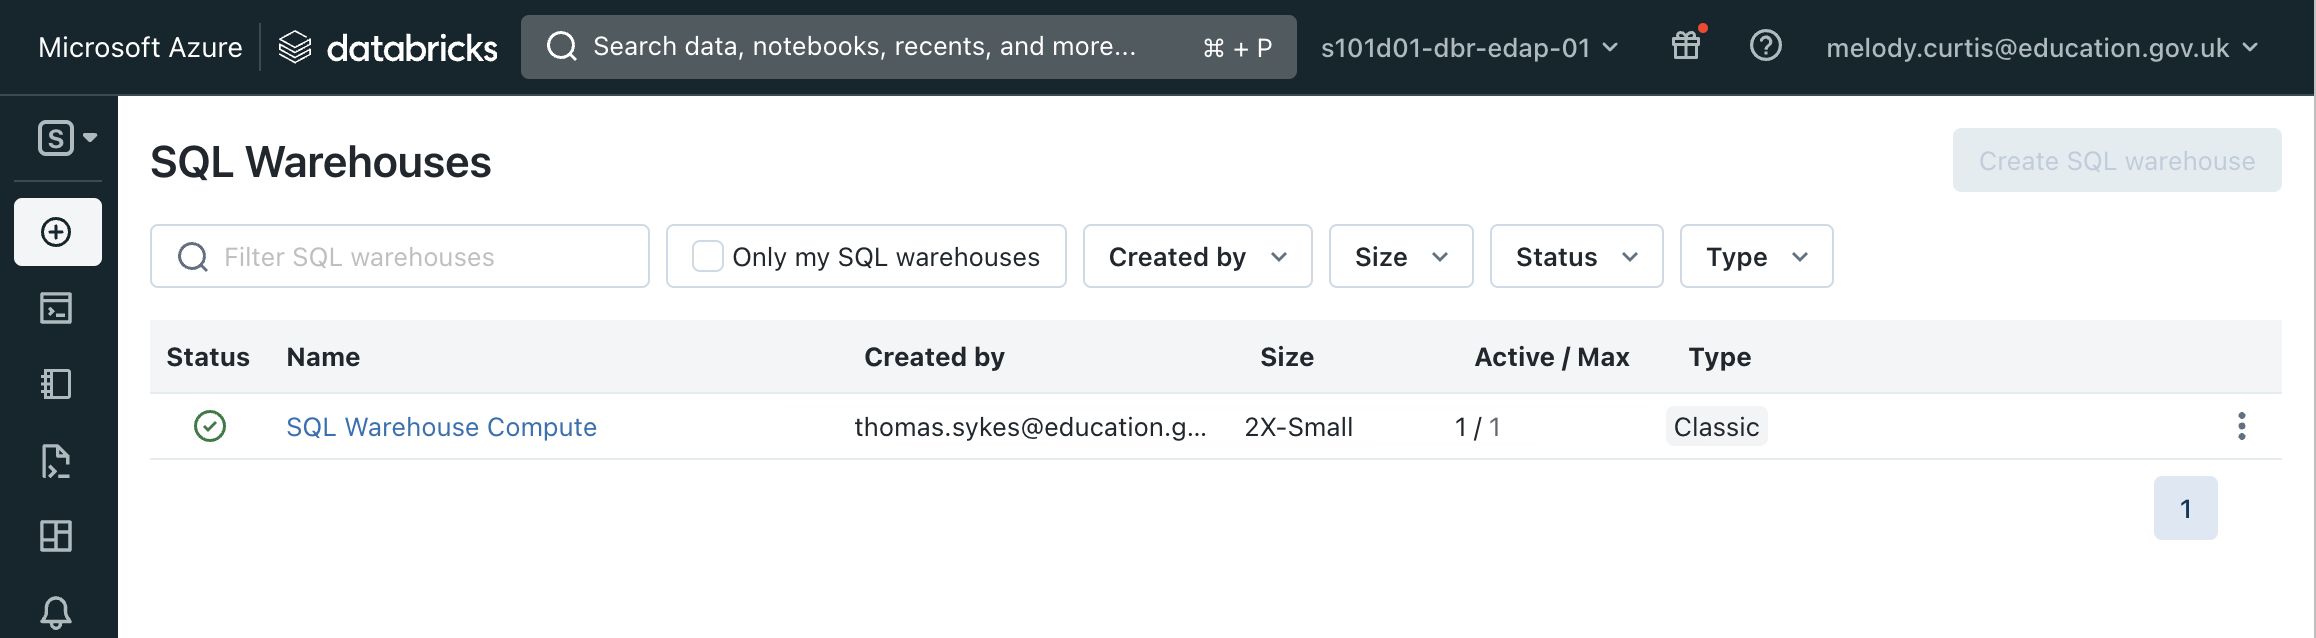 Microsoft Azure databricks Search data, notebooks, recents, and more... ⌘ + P s101d01-dbr-edap-01 melody.curtis@education.gov.uk
S
SQL Warehouses Create SQL warehouse
Filter SQL warehouses Only my SQL warehouses Created by Size Status Type
Status Name Created by Size Active / Max Type
SQL Warehouse Compute thomas.sykes@education.g... 2X-Small 1 / 1 Classic
1